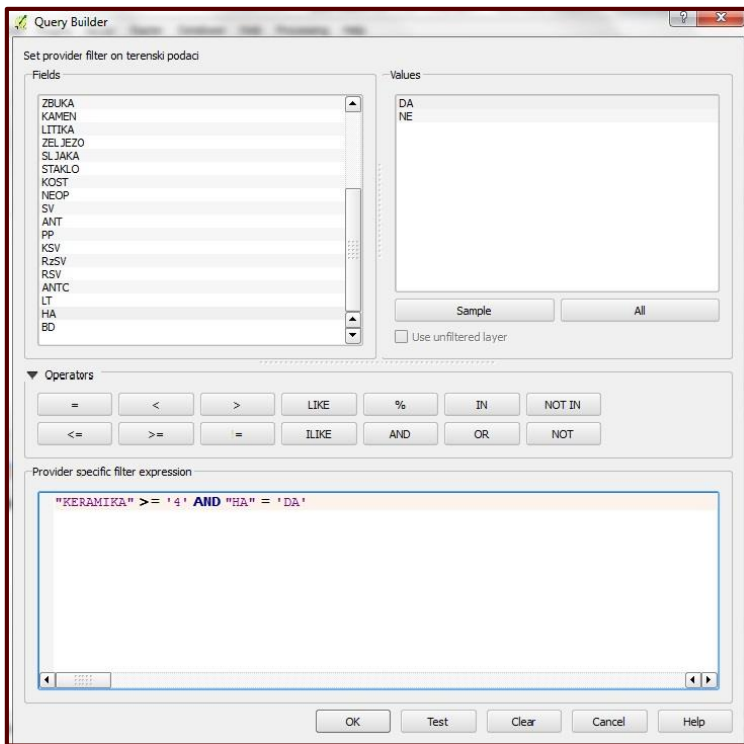 Query Builder
Set provider filter on terenski podaci
Fields
ZBUKA
KAMEN
LITIKA
ZELJEZO
SLJAKA
STAKLO
KOST
NEOP
SV
ANT
PP
KSV
RzSV
RSV
ANTC
LT
HA
BD
Values
DA
NE
Sample All
Use unfiltered layer
Operators
= < > LIKE % IN NOT IN
<= >= != ILIKE AND OR NOT
Provider specific filter expression
"KERAMIKA" >= '4' AND "HA" = 'DA'
OK Test Clear Cancel Help